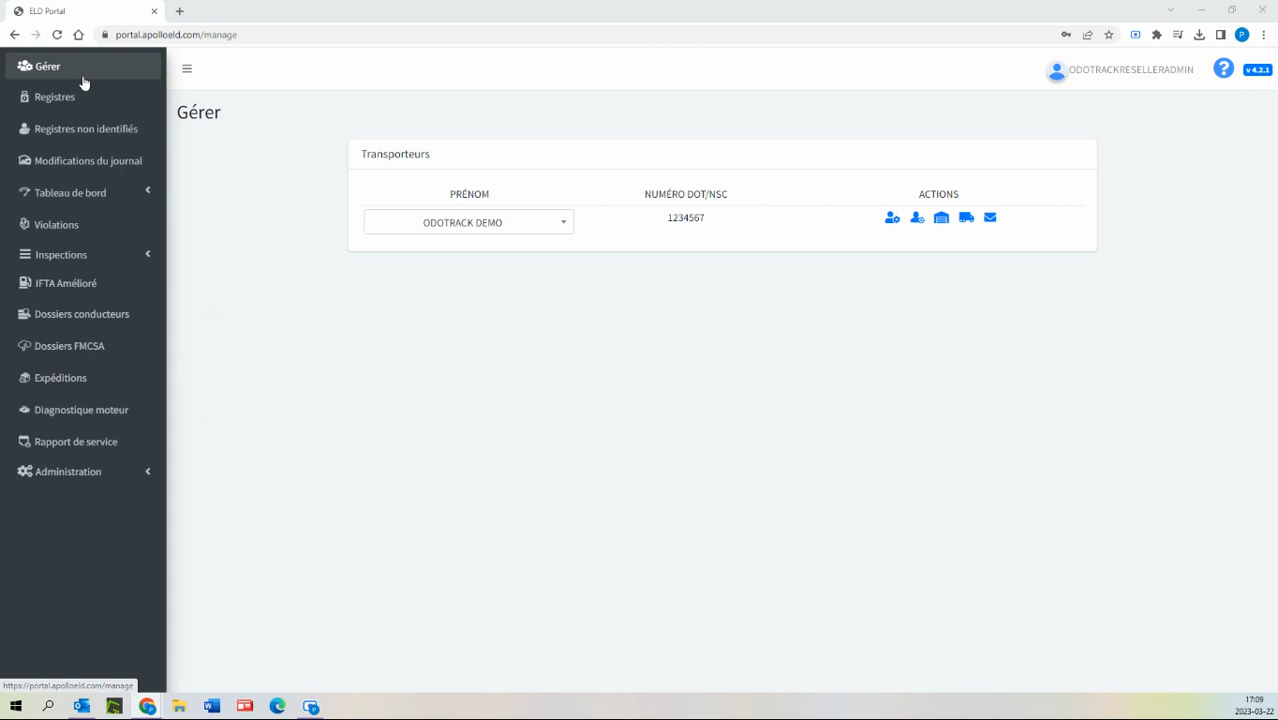 ELD Portal
portal.apolloeld.com/manage
P
Gérer
Registres
Registres non identifiés
Modifications du journal
Tableau de bord
Violations
Inspections
IFTA Amélioré
Dossiers conducteurs
Dossiers FMCSA
Expéditions
Diagnostique moteur
Rapport de service
Administration
ODOTRACKRESELLERADMIN
?
v 4.2.1
Gérer
Transporteurs
PRÉNOM NUMÉRO DOT/NSC ACTIONS
ODOTRACK DEMO 1234567
https://portal.apolloeld.com/manage
17:09
2023-03-22